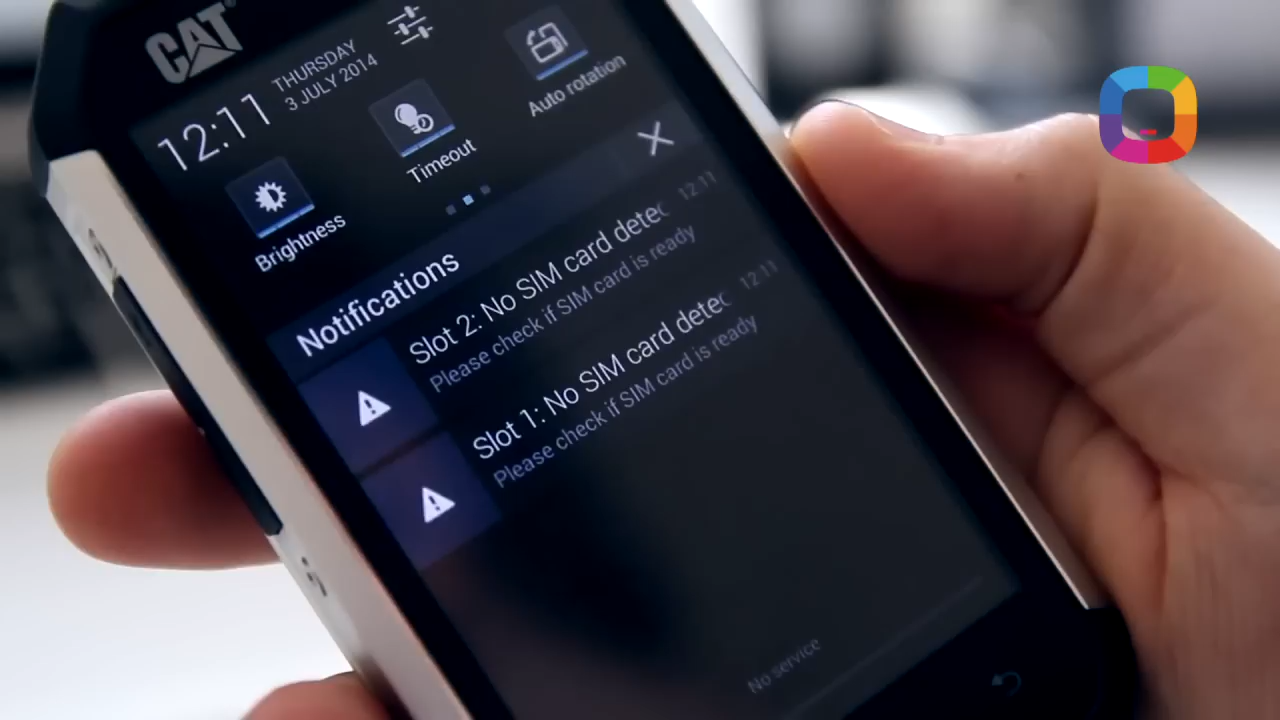 CAT®
12:11
THURSDAY
3 JULY 2014
Brightness
Timeout
Auto rotation
Notifications
Slot 2: No SIM card detec 12:11
Please check if SIM card is ready
Slot 1: No SIM card detec 12:11
Please check if SIM card is ready
No service